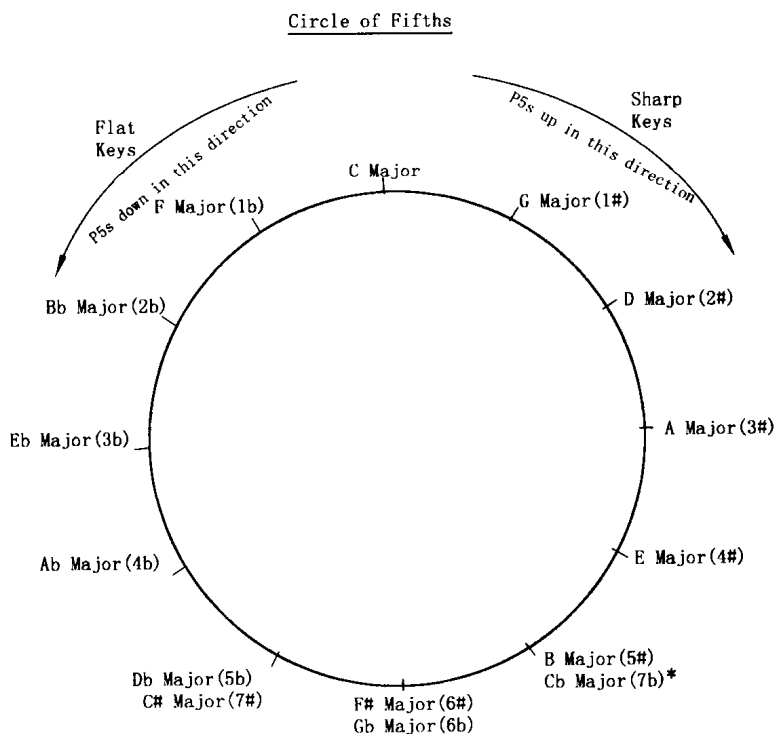 Circle of Fifths
Flat
Keys
P5s down in this direction
Sharp
Keys
P5s up in this direction
C Major
G Major(1#)
D Major(2#)
A Major(3#)
E Major(4#)
B Major(5#)
Cb Major(7b)*
F# Major(6#)
Gb Major(6b)
Db Major(5b)
C# Major(7#)
Ab Major(4b)
Eb Major(3b)
Bb Major(2b)
F Major(1b)